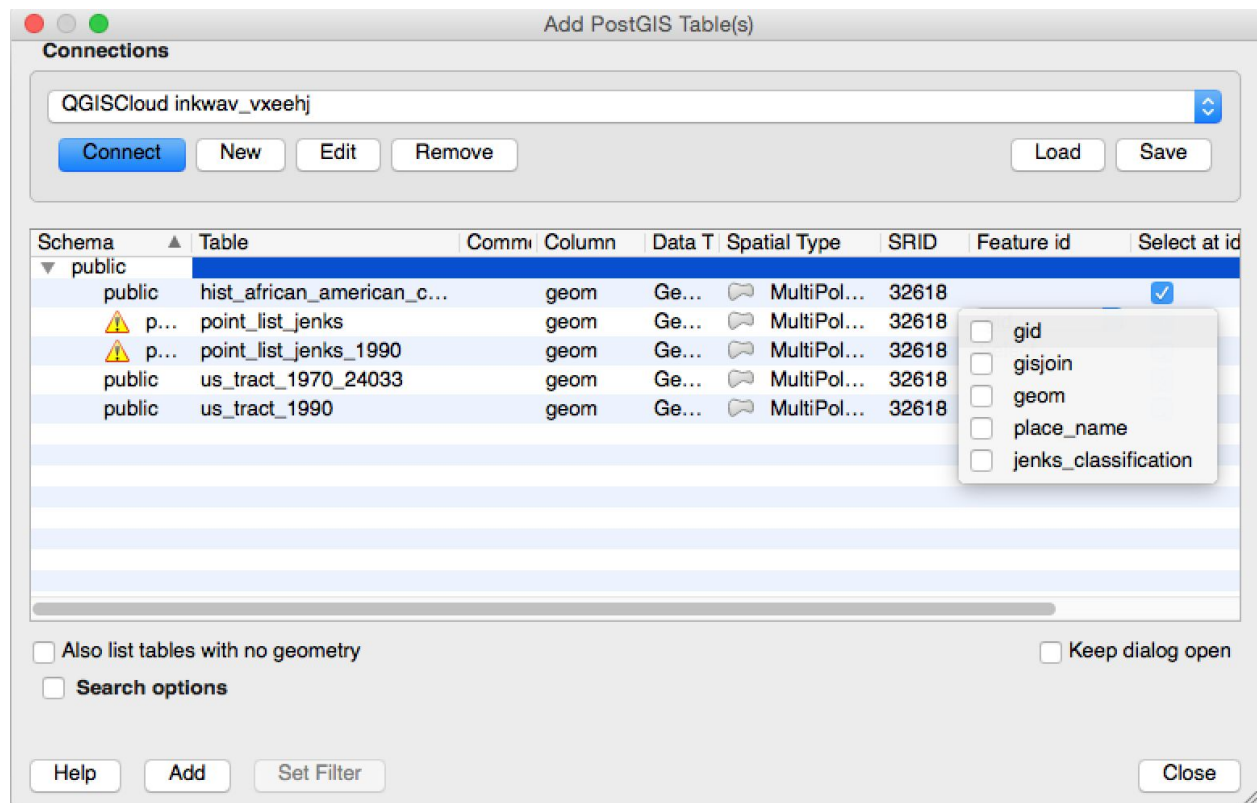 Add PostGIS Table(s)
Connections
QGISCloud inkwav_vxeehj
Connect New Edit Remove Load Save
Schema Table Comm Column Data T Spatial Type SRID Feature id Select at id
public
public hist_african_american_c... geom Ge... MultiPol... 32618
p... point_list_jenks geom Ge... MultiPol... 32618
p... point_list_jenks_1990 geom Ge... MultiPol... 32618
public us_tract_1970_24033 geom Ge... MultiPol... 32618
public us_tract_1990 geom Ge... MultiPol... 32618
gid
gisjoin
geom
place_name
jenks_classification
Also list tables with no geometry Keep dialog open
Search options
Help Add Set Filter Close